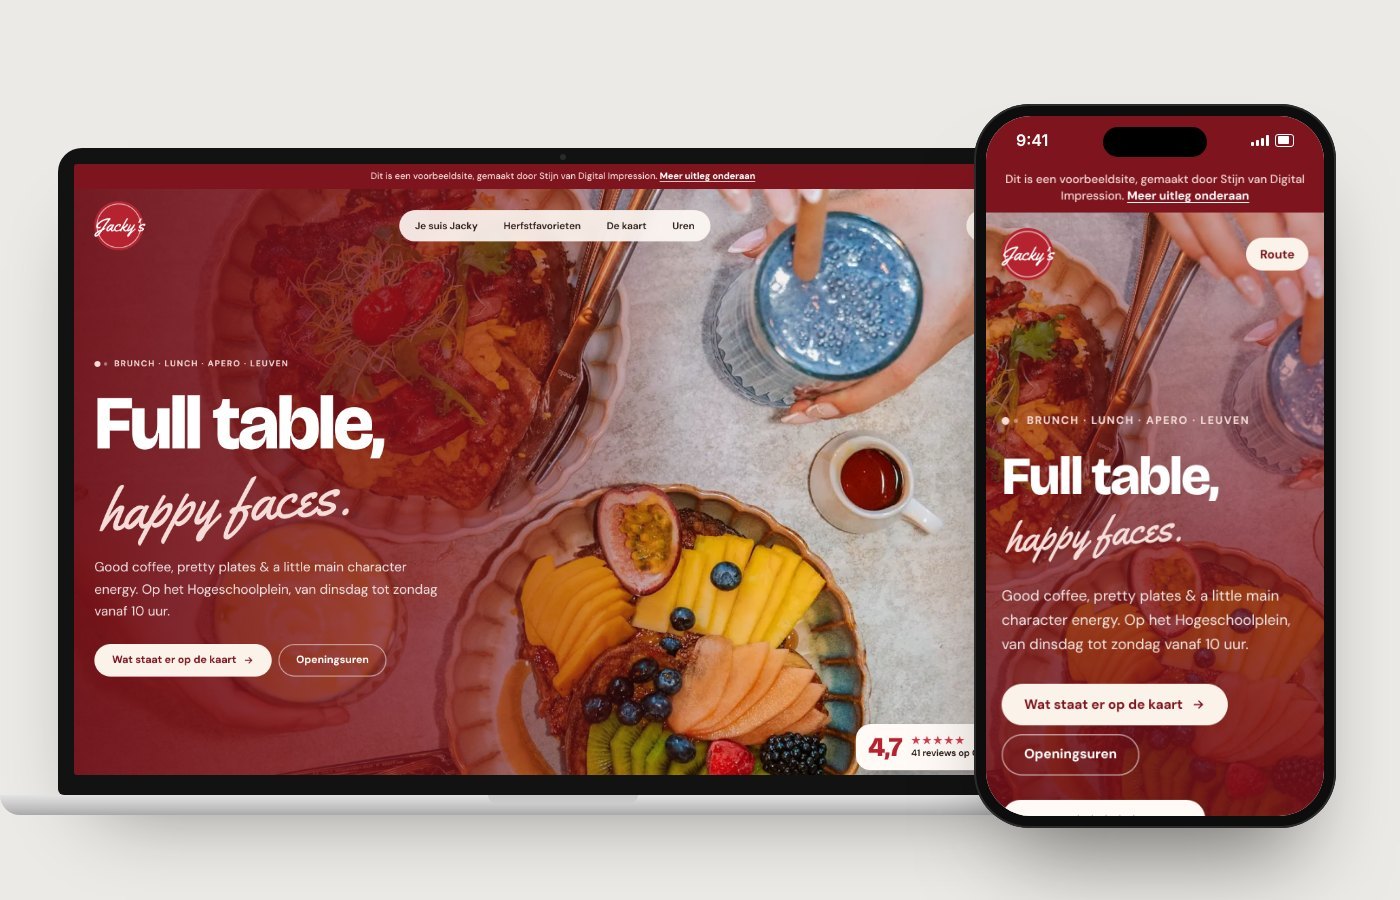 Dit is een voorbeeldsite, gemaakt door Stijn van Digital Impression. Meer uitleg onderaan
Jacky's
Je suis Jacky
Herfstfavorieten
De kaart
Uren
BRUNCH · LUNCH · APERO · LEUVEN
Full table,
happy faces.
Good coffee, pretty plates & a little main character
energy. Op het Hogeschoolplein, van dinsdag tot zondag
vanaf 10 uur.
Wat staat er op de kaart →
Openingsuren
4,7
★★★★★
41 reviews op
9:41
Dit is een voorbeeldsite, gemaakt door Stijn van Digital
Impression. Meer uitleg onderaan
Jacky's
Route
BRUNCH · LUNCH · APERO · LEUVEN
Full table,
happy faces.
Good coffee, pretty plates & a little main
character energy. Op het Hogeschoolplein,
van dinsdag tot zondag vanaf 10 uur.
Wat staat er op de kaart →
Openingsuren